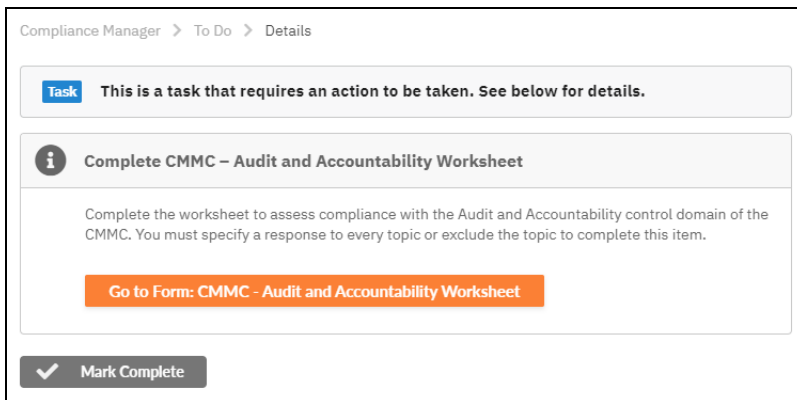 Compliance Manager > To Do > Details
Task This is a task that requires an action to be taken. See below for details.
Complete CMMC – Audit and Accountability Worksheet
Complete the worksheet to assess compliance with the Audit and Accountability control domain of the
CMMC. You must specify a response to every topic or exclude the topic to complete this item.
Go to Form: CMMC - Audit and Accountability Worksheet
Mark Complete